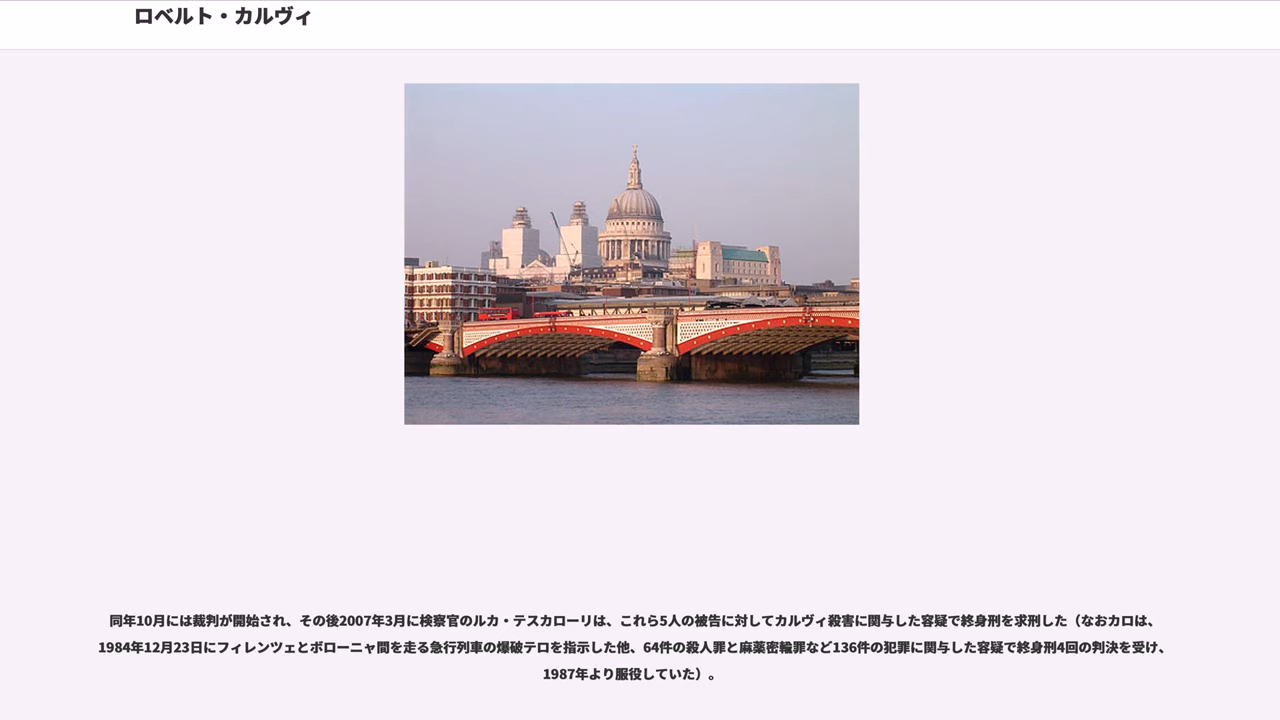 ロベルト・カルヴィ
同年10月には裁判が開始され、その後2007年3月に検察官のルカ・テスカローリは、これら5人の被告に対してカルヴィ殺害に関与した容疑で終身刑を求刑した（なおカロは、
1984年12月23日にフィレンツェとボローニャ間を走る急行列車の爆破テロを指示した他、64件の殺人罪と麻薬密輸罪など136件の犯罪に関与した容疑で終身刑4回の判決を受け、
1987年より服役していた）。